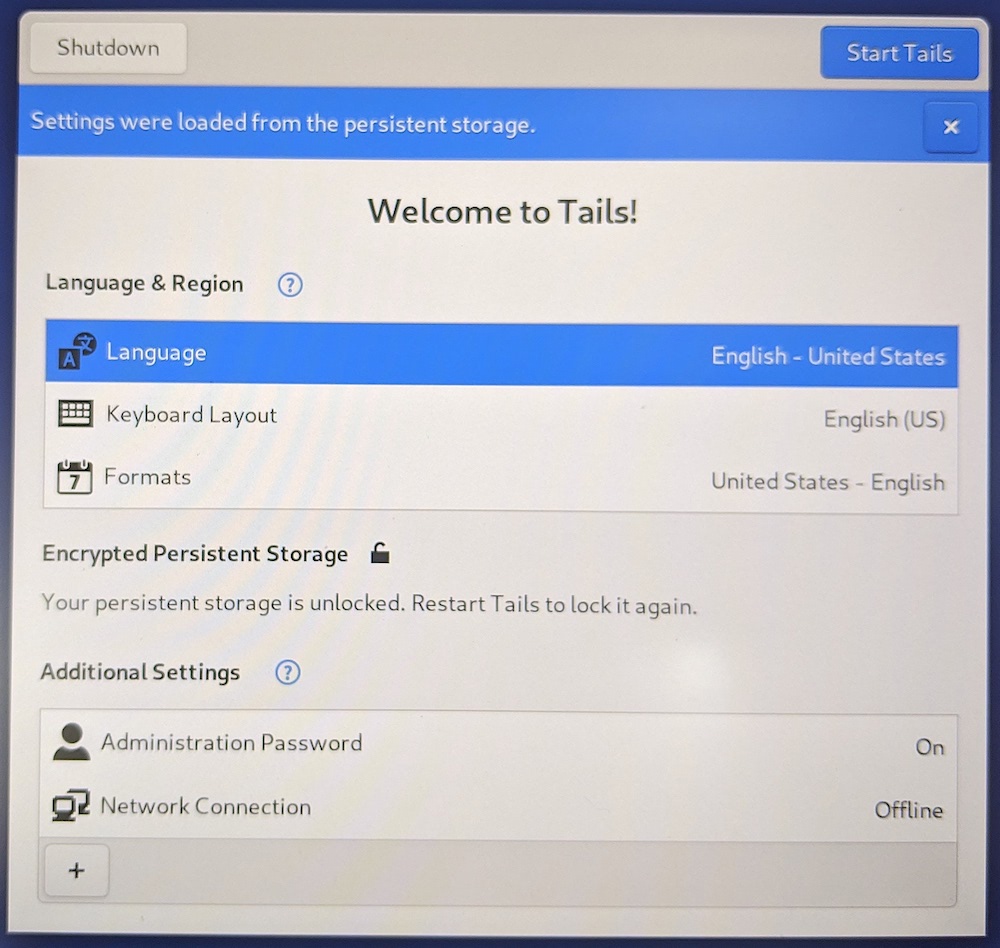 Shutdown
Start Tails
Settings were loaded from the persistent storage.
×
Welcome to Tails!
Language & Region ?
A文 Language English - United States
Keyboard Layout English (US)
7 Formats United States - English
Encrypted Persistent Storage
Your persistent storage is unlocked. Restart Tails to lock it again.
Additional Settings ?
Administration Password On
Network Connection Offline
+